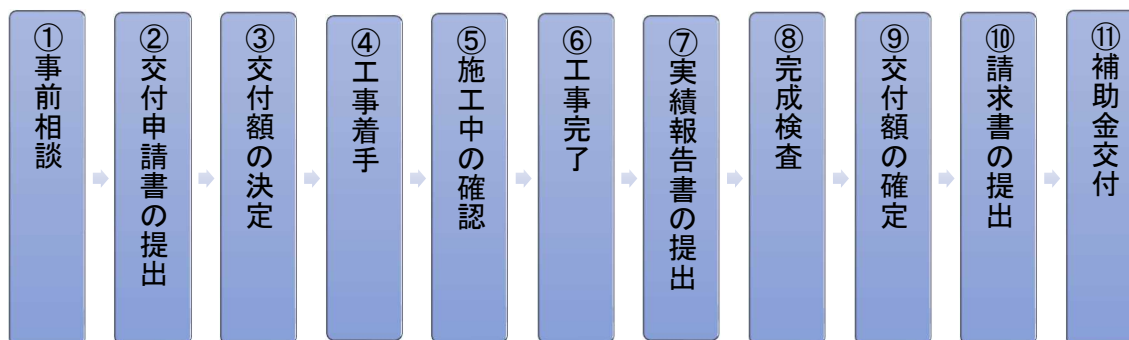 ①事前相談
②交付申請書の提出
③交付額の決定
④工事着手
⑤施工中の確認
⑥工事完了
⑦実績報告書の提出
⑧完成検査
⑨交付額の確定
⑩請求書の提出
⑪補助金交付